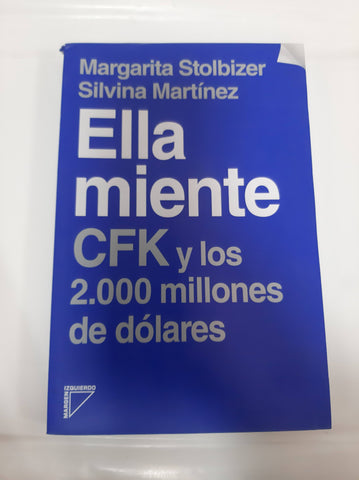 Margarita Stolbizer
Silvina Martínez
Ella
miente
CFK y los
2.000 millones
de dólares
MARGEN
IZQUIERDO